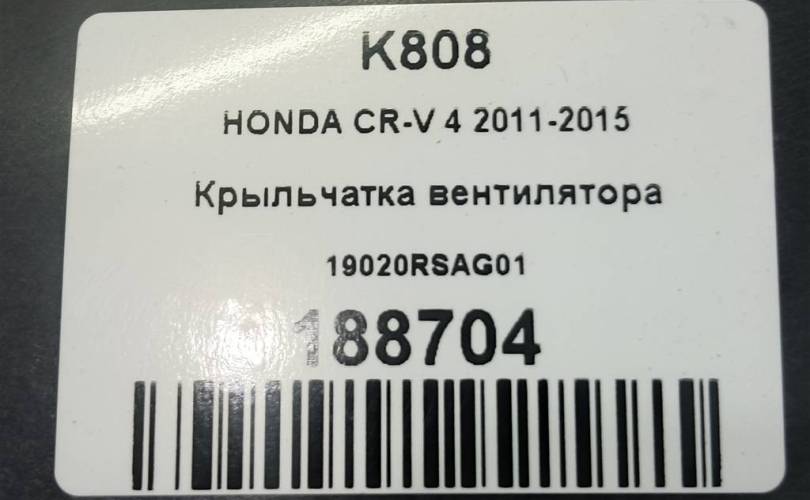 K808
HONDA CR-V 4 2011-2015
Крыльчатка вентилятора
19020RSAG01
188704